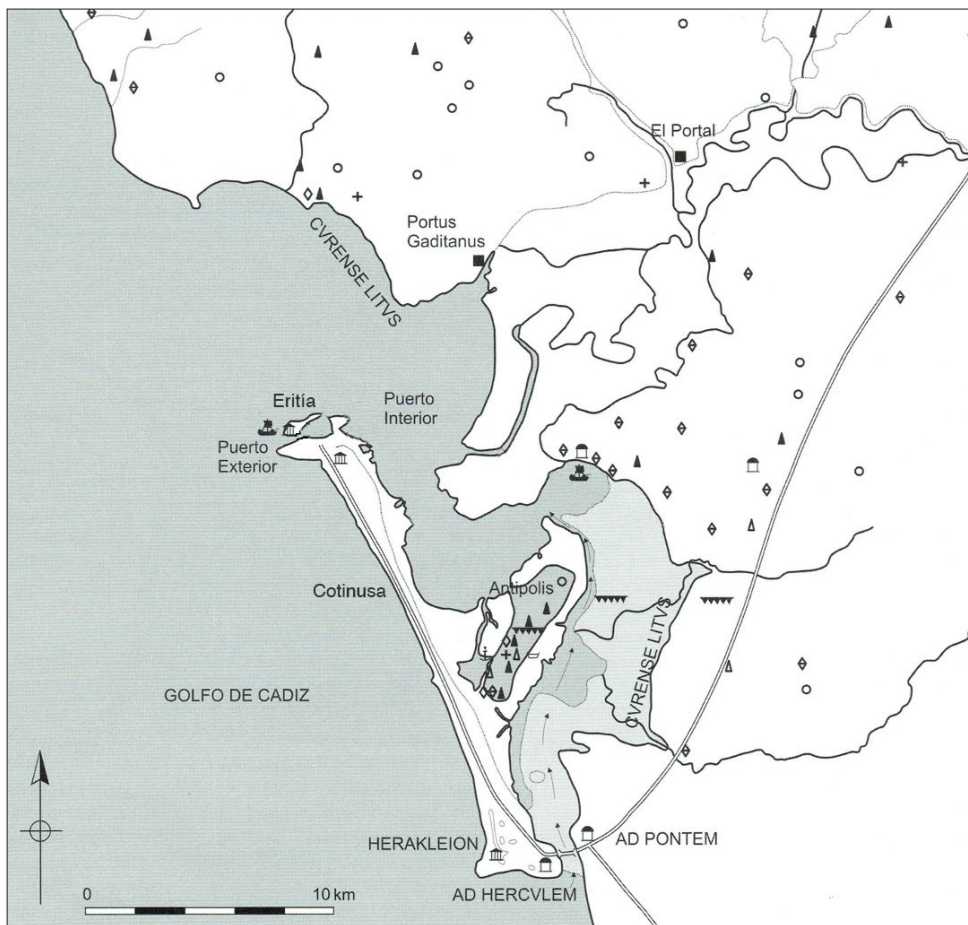 El Portal
Portus
Gaditanus
CVRENSE LITVS
Eritía
Puerto
Interior
Puerto
Exterior
Antipolis
Cotinusa
CVRENSE LITVS
GOLFO DE CADIZ
HERAKLEION
AD PONTEM
AD HERCVLEM
0
10 km